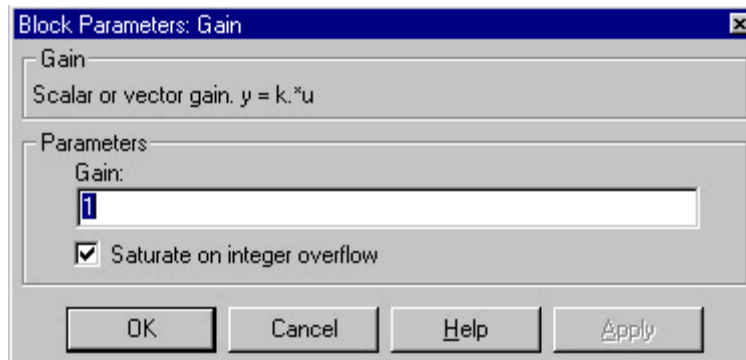 Block Parameters: Gain
Gain
Scalar or vector gain. y = k.*u
Parameters
Gain:
1
Saturate on integer overflow
OK Cancel Help Apply